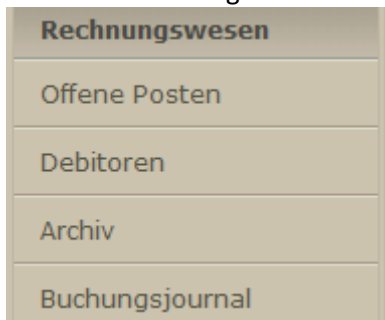 Rechnungswesen
Offene Posten
Debitoren
Archiv
Buchungsjournal